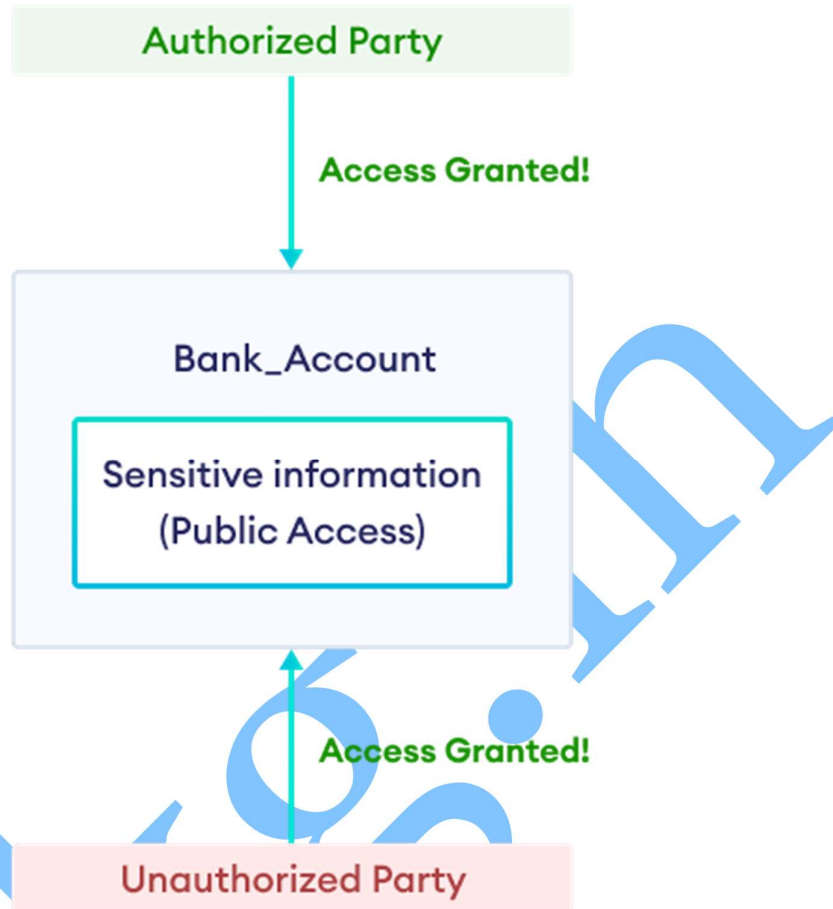 Authorized Party
Access Granted!
Bank_Account
Sensitive information
(Public Access)
Access Granted!
Unauthorized Party